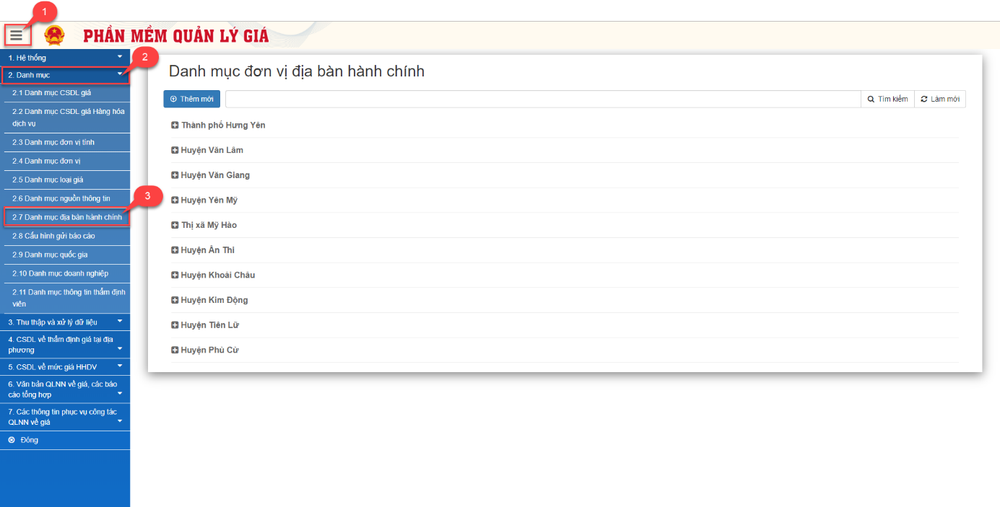 1
PHẦN MỀM QUẢN LÝ GIÁ
1. Hệ thống
2
2. Danh mục
2.1 Danh mục CSDL giá
2.2 Danh mục CSDL giá Hàng hóa
dịch vụ
2.3 Danh mục đơn vị tính
2.4 Danh mục đơn vị
2.5 Danh mục loại giá
2.6 Danh mục nguồn thông tin
3
2.7 Danh mục địa bàn hành chính
2.8 Cấu hình gửi báo cáo
2.9 Danh mục quốc gia
2.10 Danh mục doanh nghiệp
2.11 Danh mục thông tin thẩm định
viên
3. Thu thập và xử lý dữ liệu
4. CSDL về thẩm định giá tại địa
phương
5. CSDL về mức giá HHDV
6. Văn bản QLNN về giá, các báo
cáo tổng hợp
7. Các thông tin phục vụ công tác
QLNN về giá
Đóng
Danh mục đơn vị địa bàn hành chính
Thêm mới Tìm kiếm Làm mới
Thành phố Hưng Yên
Huyện Văn Lâm
Huyện Văn Giang
Huyện Yên Mỹ
Thị xã Mỹ Hào
Huyện Ân Thi
Huyện Khoái Châu
Huyện Kim Động
Huyện Tiên Lữ
Huyện Phù Cừ